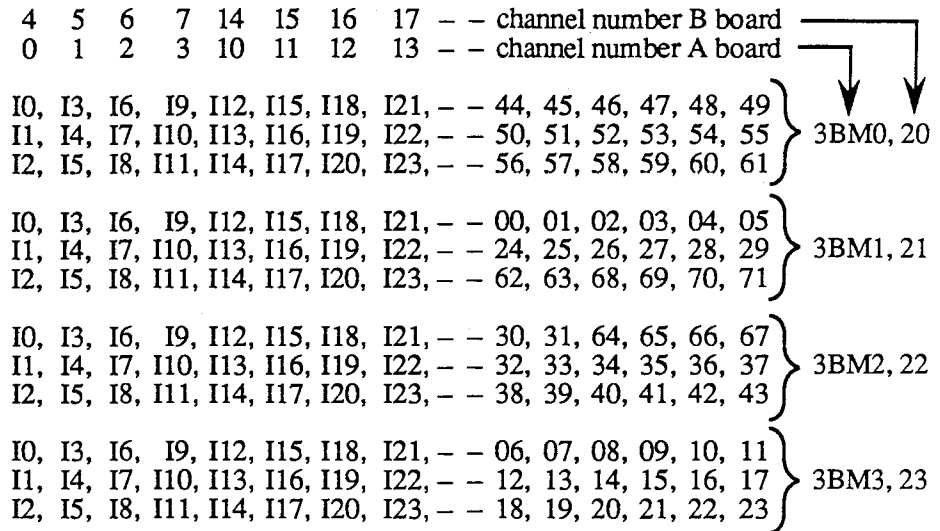 4 5 6 7 14 15 16 17 – – channel number B board
0 1 2 3 10 11 12 13 – – channel number A board
I0, I3, I6, I9, I12, I15, I18, I21, – – 44, 45, 46, 47, 48, 49
I1, I4, I7, I10, I13, I16, I19, I22, – – 50, 51, 52, 53, 54, 55 3BM0, 20
I2, I5, I8, I11, I14, I17, I20, I23, – – 56, 57, 58, 59, 60, 61
I0, I3, I6, I9, I12, I15, I18, I21, – – 00, 01, 02, 03, 04, 05
I1, I4, I7, I10, I13, I16, I19, I22, – – 24, 25, 26, 27, 28, 29 3BM1, 21
I2, I5, I8, I11, I14, I17, I20, I23, – – 62, 63, 68, 69, 70, 71
I0, I3, I6, I9, I12, I15, I18, I21, – – 30, 31, 64, 65, 66, 67
I1, I4, I7, I10, I13, I16, I19, I22, – – 32, 33, 34, 35, 36, 37 3BM2, 22
I2, I5, I8, I11, I14, I17, I20, I23, – – 38, 39, 40, 41, 42, 43
I0, I3, I6, I9, I12, I15, I18, I21, – – 06, 07, 08, 09, 10, 11
I1, I4, I7, I10, I13, I16, I19, I22, – – 12, 13, 14, 15, 16, 17 3BM3, 23
I2, I5, I8, I11, I14, I17, I20, I23, – – 18, 19, 20, 21, 22, 23